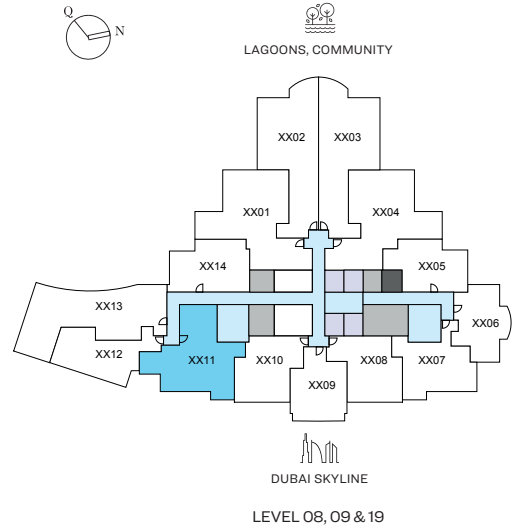 Q
N
LAGOONS, COMMUNITY
XX02
XX03
XX01
XX04
XX14
XX05
XX13
XX06
XX12
XX11
XX10
XX08
XX07
XX09
DUBAI SKYLINE
LEVEL 08, 09 & 19